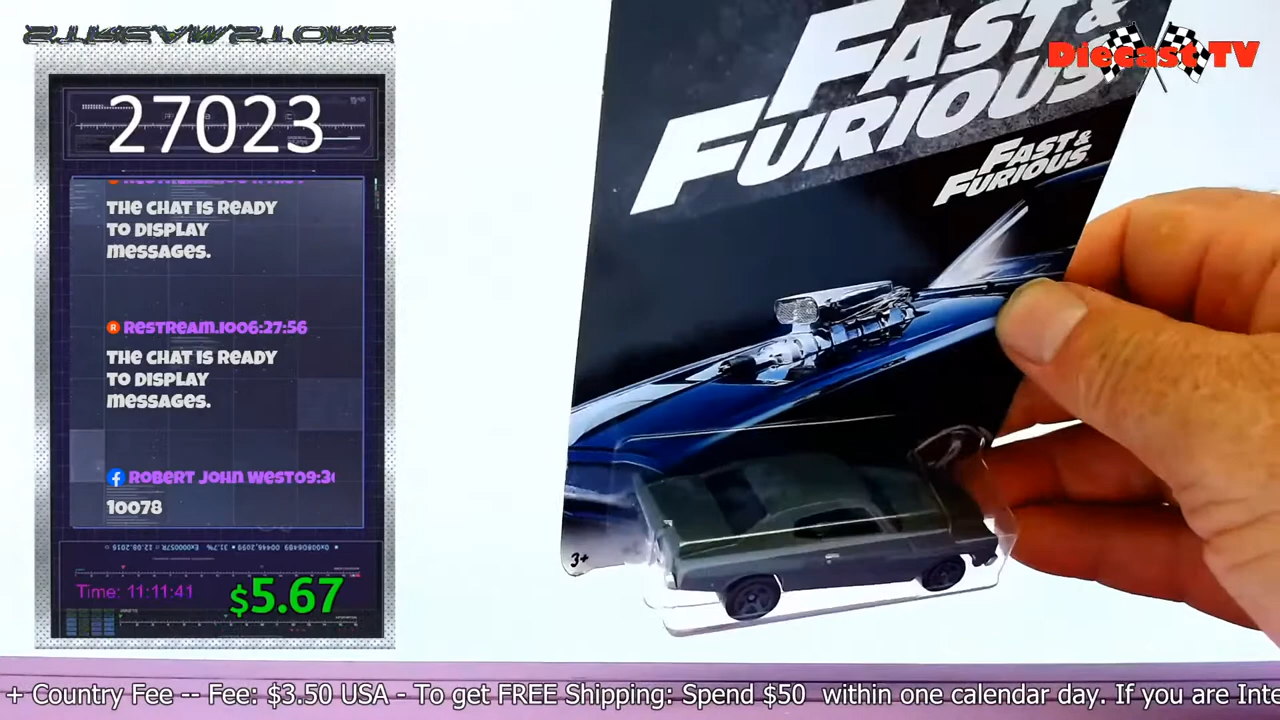 27023
THE CHAT IS READY
TO DISPLAY
MESSAGES.
RESTREAM.IO06:27:56
THE CHAT IS READY
TO DISPLAY
MESSAGES.
ROBERT JOHN WEST09:3
10078
Time: 11:11:41
$5.67
FAST &
FURIOUS
FAST &
FURIOUS
3+
Diecast TV
+ Country Fee -- Fee: $3.50 USA - To get FREE Shipping: Spend $50 within one calendar day. If you are Inte